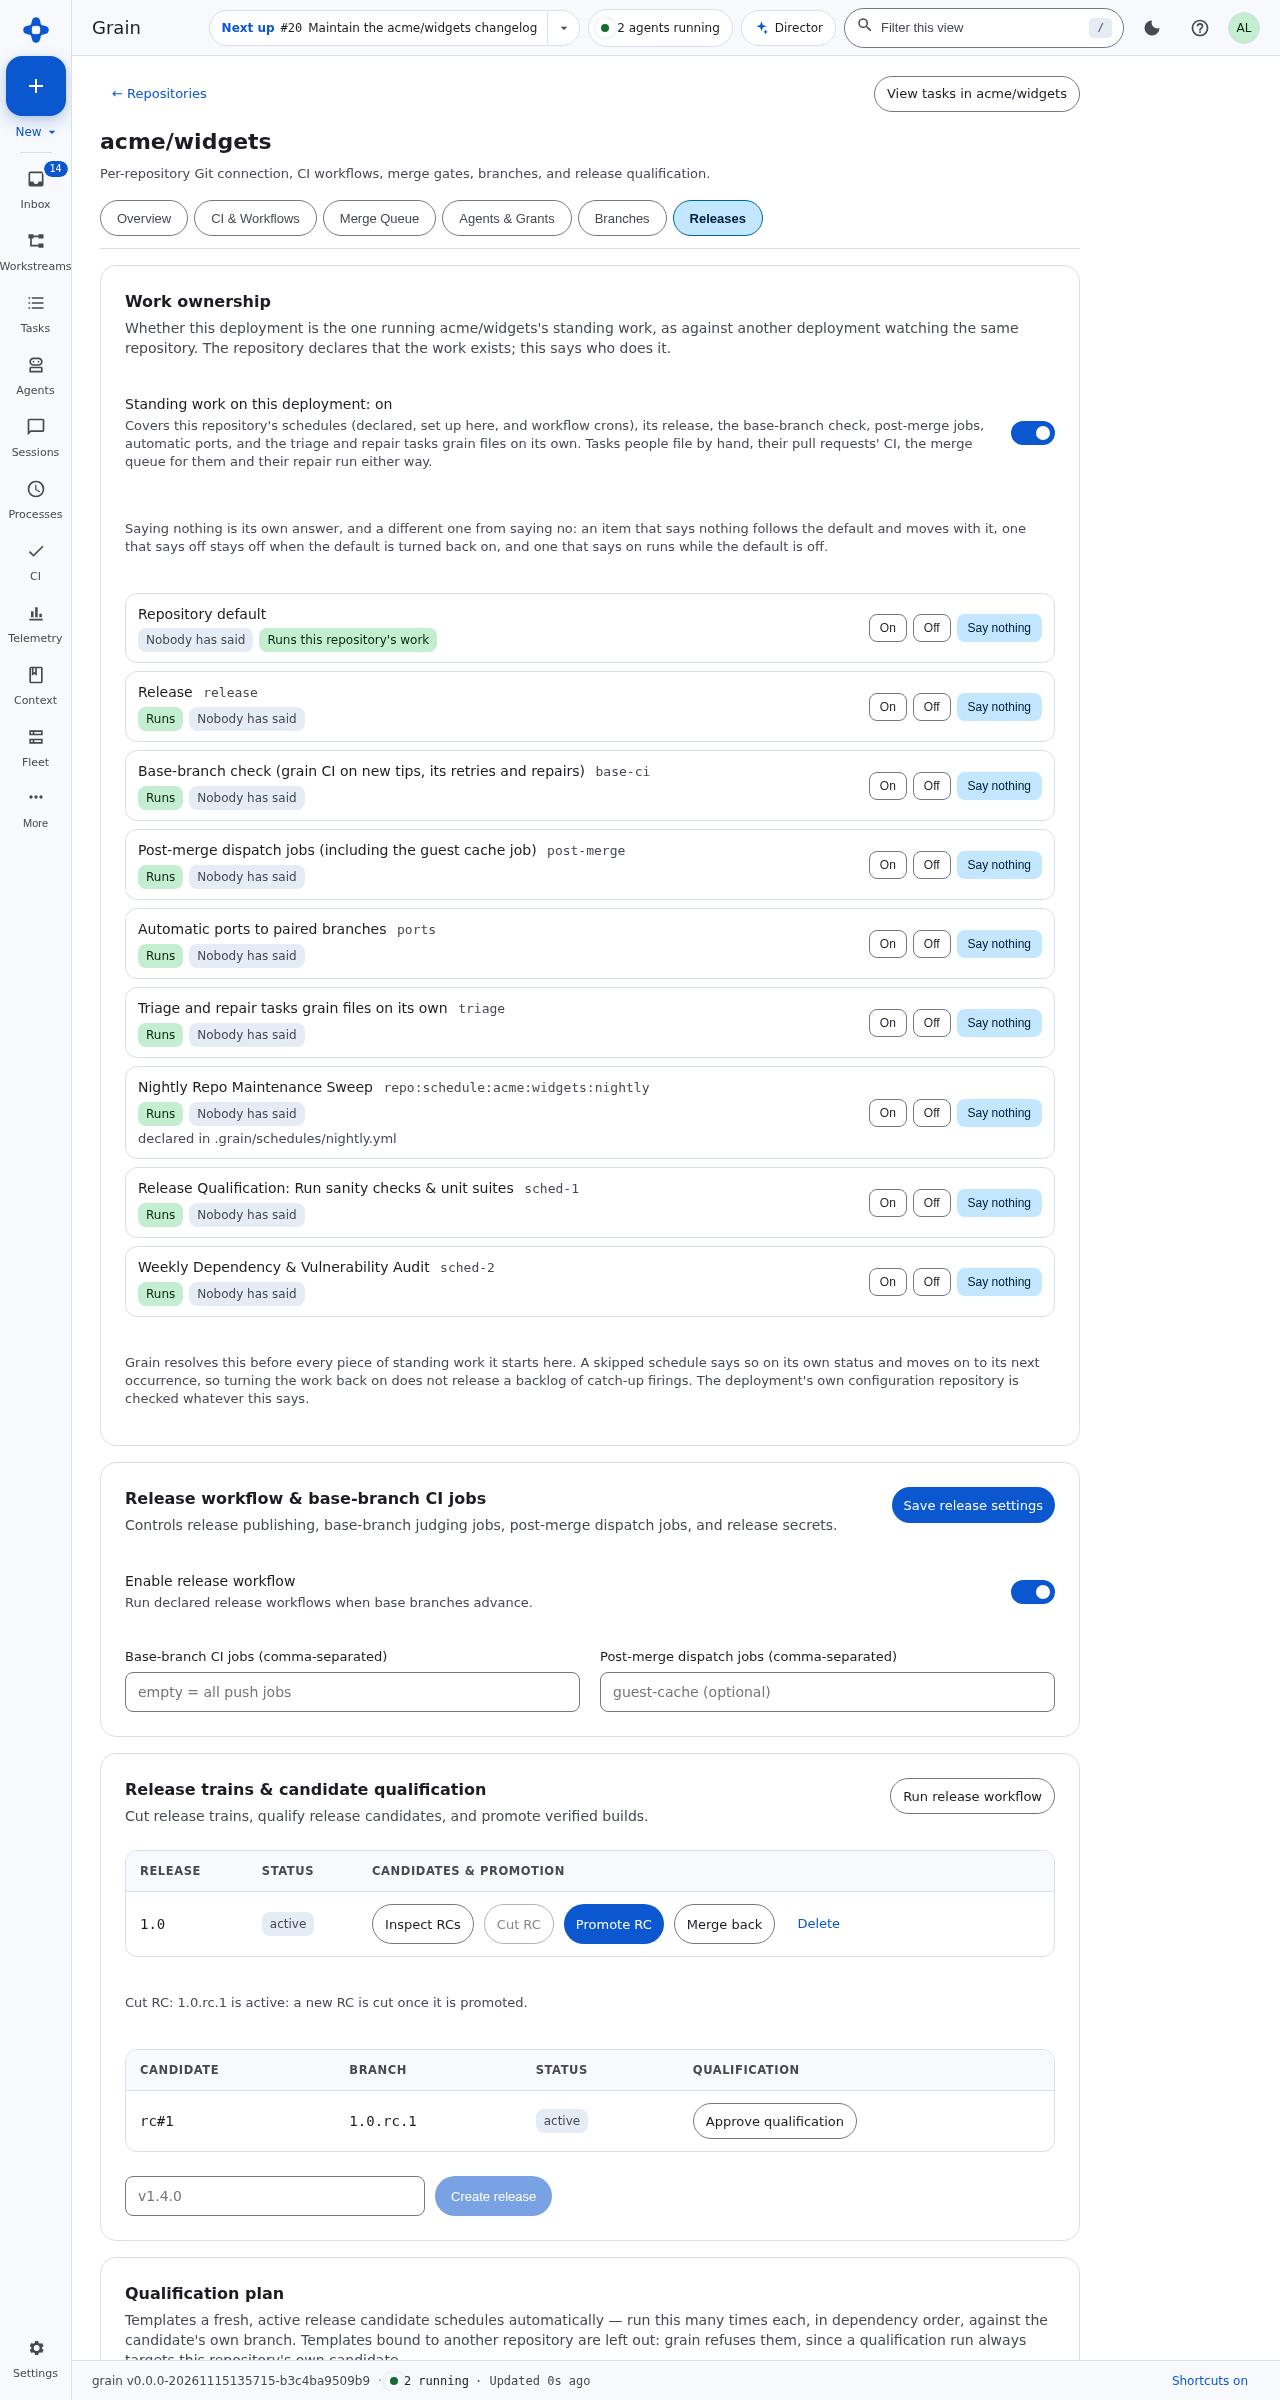 Grain
Next up #20 Maintain the acme/widgets changelog
2 agents running
Director
Filter this view
/
AL
New
14
Inbox
Workstreams
Tasks
Agents
Sessions
Processes
CI
Telemetry
Context
Fleet
More
Settings
← Repositories
View tasks in acme/widgets
acme/widgets
Per-repository Git connection, CI workflows, merge gates, branches, and release qualification.
Overview
CI & Workflows
Merge Queue
Agents & Grants
Branches
Releases
Work ownership
Whether this deployment is the one running acme/widgets's standing work, as against another deployment watching the same
repository. The repository declares that the work exists; this says who does it.
Standing work on this deployment: on
Covers this repository's schedules (declared, set up here, and workflow crons), its release, the base-branch check, post-merge jobs,
automatic ports, and the triage and repair tasks grain files on its own. Tasks people file by hand, their pull requests' CI, the merge
queue for them and their repair run either way.
Saying nothing is its own answer, and a different one from saying no: an item that says nothing follows the default and moves with it, one
that says off stays off when the default is turned back on, and one that says on runs while the default is off.
Repository default
Nobody has said Runs this repository's work
On Off Say nothing
Release release
Runs Nobody has said
On Off Say nothing
Base-branch check (grain CI on new tips, its retries and repairs) base-ci
Runs Nobody has said
On Off Say nothing
Post-merge dispatch jobs (including the guest cache job) post-merge
Runs Nobody has said
On Off Say nothing
Automatic ports to paired branches ports
Runs Nobody has said
On Off Say nothing
Triage and repair tasks grain files on its own triage
Runs Nobody has said
On Off Say nothing
Nightly Repo Maintenance Sweep repo:schedule:acme:widgets:nightly
Runs Nobody has said
declared in .grain/schedules/nightly.yml
On Off Say nothing
Release Qualification: Run sanity checks & unit suites sched-1
Runs Nobody has said
On Off Say nothing
Weekly Dependency & Vulnerability Audit sched-2
Runs Nobody has said
On Off Say nothing
Grain resolves this before every piece of standing work it starts here. A skipped schedule says so on its own status and moves on to its next
occurrence, so turning the work back on does not release a backlog of catch-up firings. The deployment's own configuration repository is
checked whatever this says.
Release workflow & base-branch CI jobs
Save release settings
Controls release publishing, base-branch judging jobs, post-merge dispatch jobs, and release secrets.
Enable release workflow
Run declared release workflows when base branches advance.
Base-branch CI jobs (comma-separated)
empty = all push jobs
Post-merge dispatch jobs (comma-separated)
guest-cache (optional)
Release trains & candidate qualification
Run release workflow
Cut release trains, qualify release candidates, and promote verified builds.
RELEASE STATUS CANDIDATES & PROMOTION
1.0 active Inspect RCs Cut RC Promote RC Merge back Delete
Cut RC: 1.0.rc.1 is active: a new RC is cut once it is promoted.
CANDIDATE BRANCH STATUS QUALIFICATION
rc#1 1.0.rc.1 active Approve qualification
v1.4.0
Create release
Qualification plan
Templates a fresh, active release candidate schedules automatically — run this many times each, in dependency order, against the
candidate's own branch. Templates bound to another repository are left out: grain refuses them, since a qualification run always
targets this repository's own candidate.
grain v0.0.0-20261115135715-b3c4ba9509b9 · 2 running · Updated 0s ago
Shortcuts on